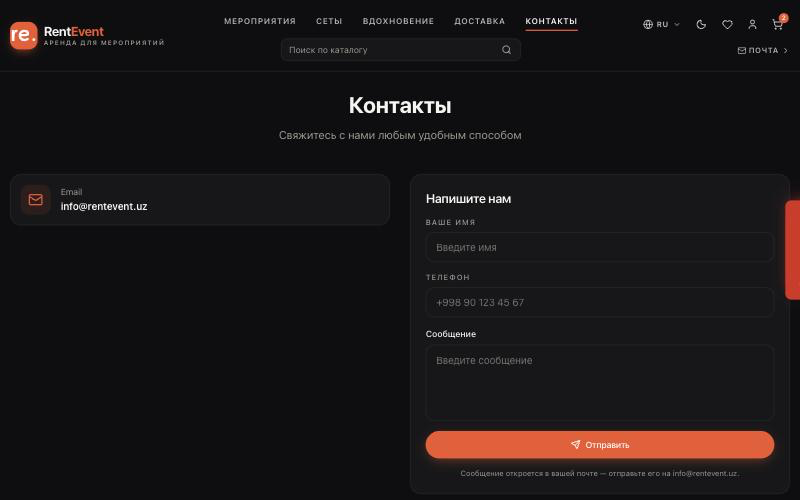 re.
RentEvent
АРЕНДА ДЛЯ МЕРОПРИЯТИЙ
МЕРОПРИЯТИЯ СЕТЫ ВДОХНОВЕНИЕ ДОСТАВКА КОНТАКТЫ
RU
2
Поиск по каталогу
ПОЧТА
Контакты
Свяжитесь с нами любым удобным способом
Email
info@rentevent.uz
Напишите нам
ВАШЕ ИМЯ
Введите имя
ТЕЛЕФОН
+998 90 123 45 67
Сообщение
Введите сообщение
Отправить
Сообщение откроется в вашей почте — отправьте его на info@rentevent.uz.